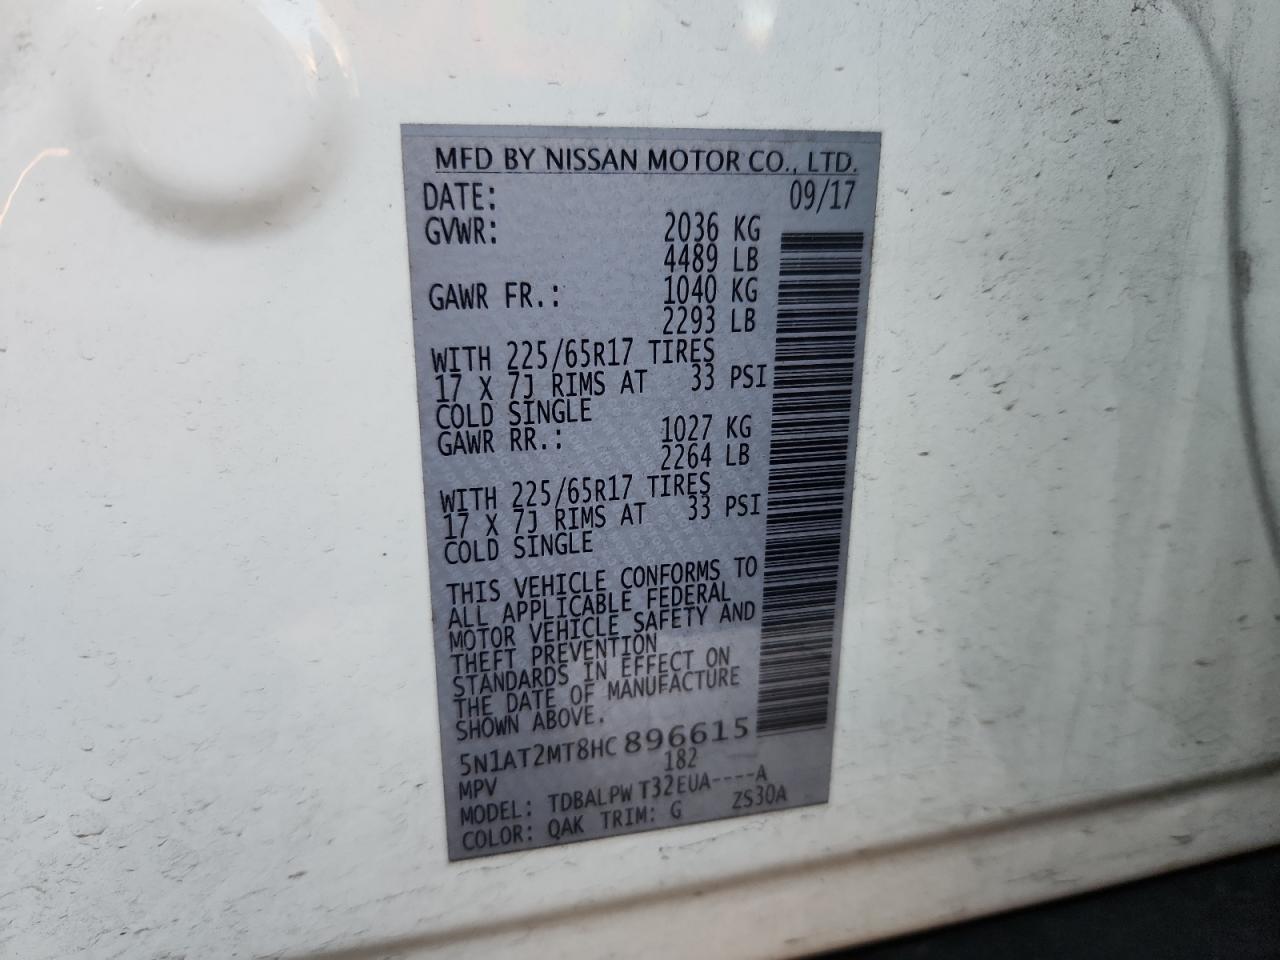 MFD BY NISSAN MOTOR CO., LTD.
DATE: 09/17
GVWR: 2036 KG
4489 LB
GAWR FR.: 1040 KG
2293 LB
WITH 225/65R17 TIRES
17 X 7J RIMS AT 33 PSI
COLD SINGLE
GAWR RR.: 1027 KG
2264 LB
WITH 225/65R17 TIRES
17 X 7J RIMS AT 33 PSI
COLD SINGLE
THIS VEHICLE CONFORMS TO
ALL APPLICABLE FEDERAL
MOTOR VEHICLE SAFETY AND
THEFT PREVENTION
STANDARDS IN EFFECT ON
THE DATE OF MANUFACTURE
SHOWN ABOVE.
5N1AT2MT8HC896615
MPV 182
MODEL: TDBALPW T32EUA----A
COLOR: QAK TRIM: G ZS30A